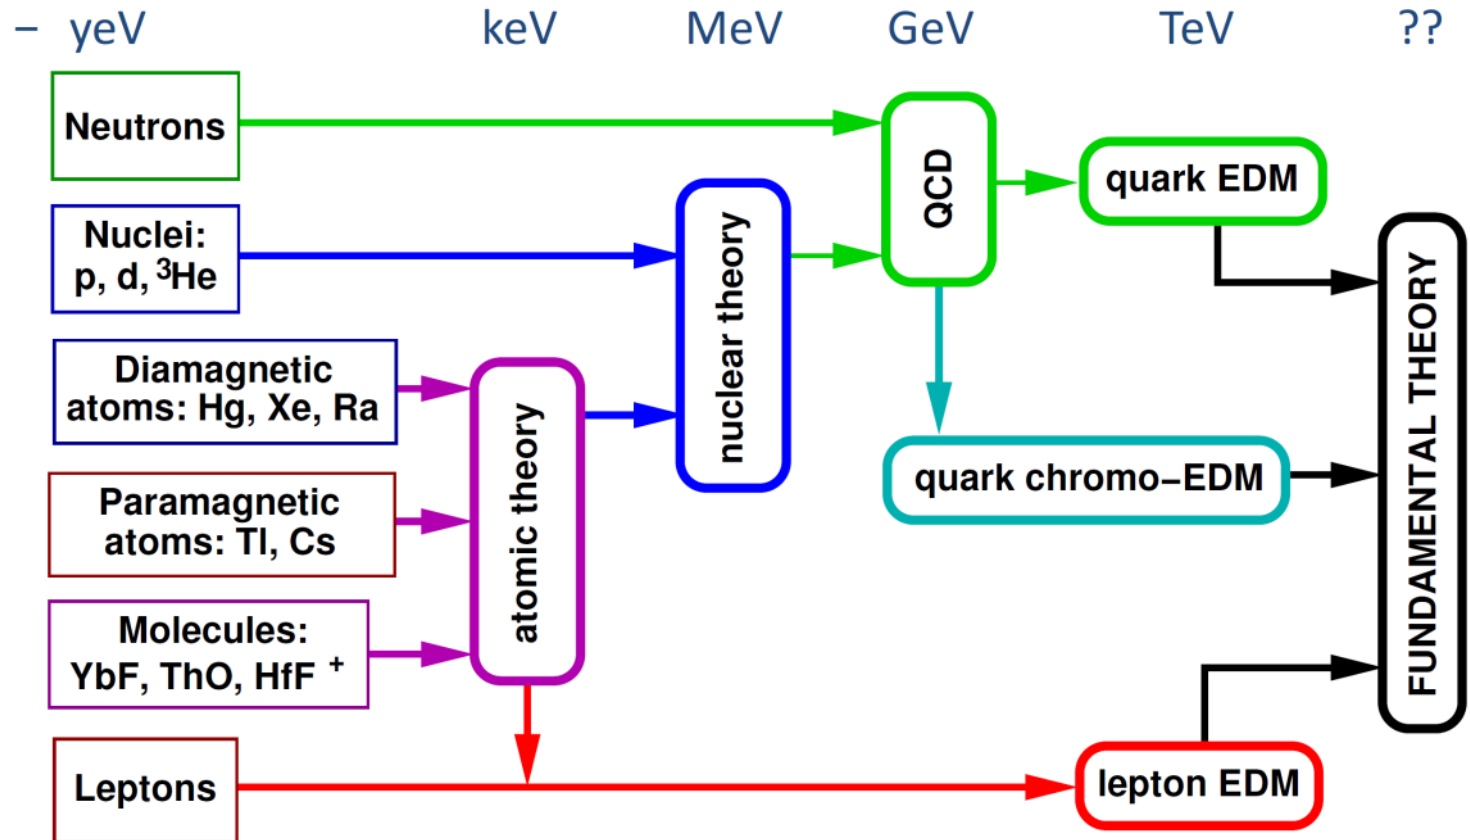 – yeV keV MeV GeV TeV ??
Neutrons
Nuclei:
p, d, ³He
Diamagnetic
atoms: Hg, Xe, Ra
Paramagnetic
atoms: Tl, Cs
Molecules:
YbF, ThO, HfF ⁺
Leptons
atomic theory
nuclear theory
QCD
quark EDM
quark chromo–EDM
lepton EDM
FUNDAMENTAL THEORY